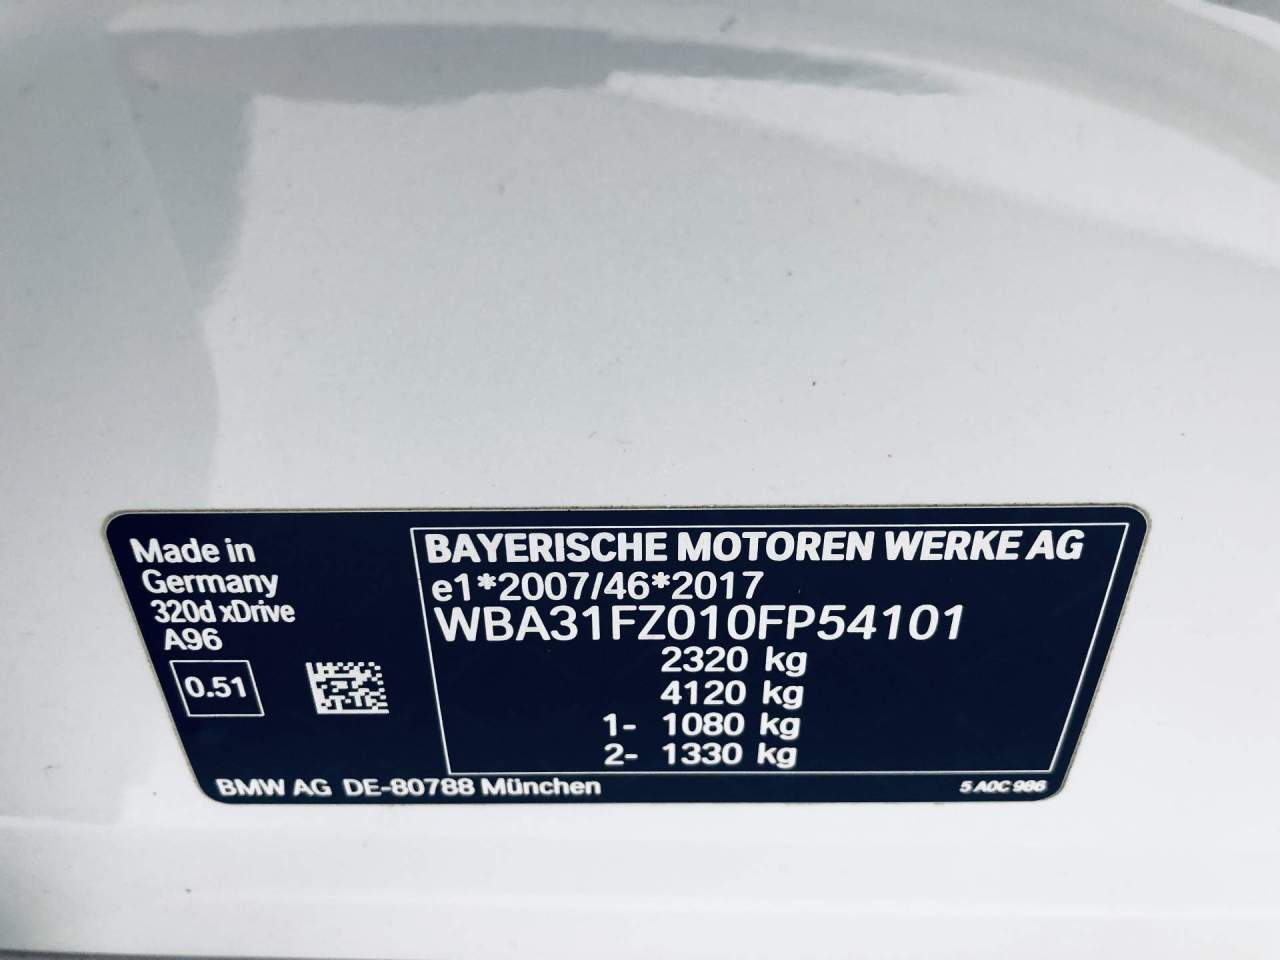 Made in
Germany
320d xDrive
A96
0.51
BAYERISCHE MOTOREN WERKE AG
e1*2007/46*2017
WBA31FZ010FP54101
2320 kg
4120 kg
1- 1080 kg
2- 1330 kg
BMW AG DE-80788 München
5 A0C 986